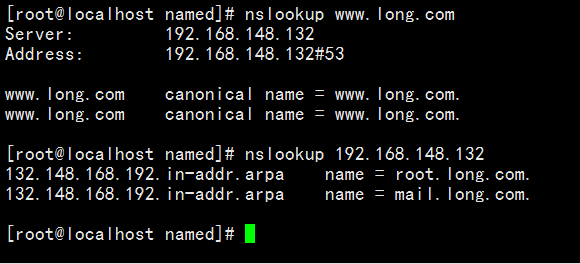 [root@localhost named]# nslookup www.long.com
Server:         192.168.148.132
Address:        192.168.148.132#53
www.long.com    canonical name = www.long.com.
www.long.com    canonical name = www.long.com.
[root@localhost named]# nslookup 192.168.148.132
132.148.168.192.in-addr.arpa    name = root.long.com.
132.148.168.192.in-addr.arpa    name = mail.long.com.
[root@localhost named]#